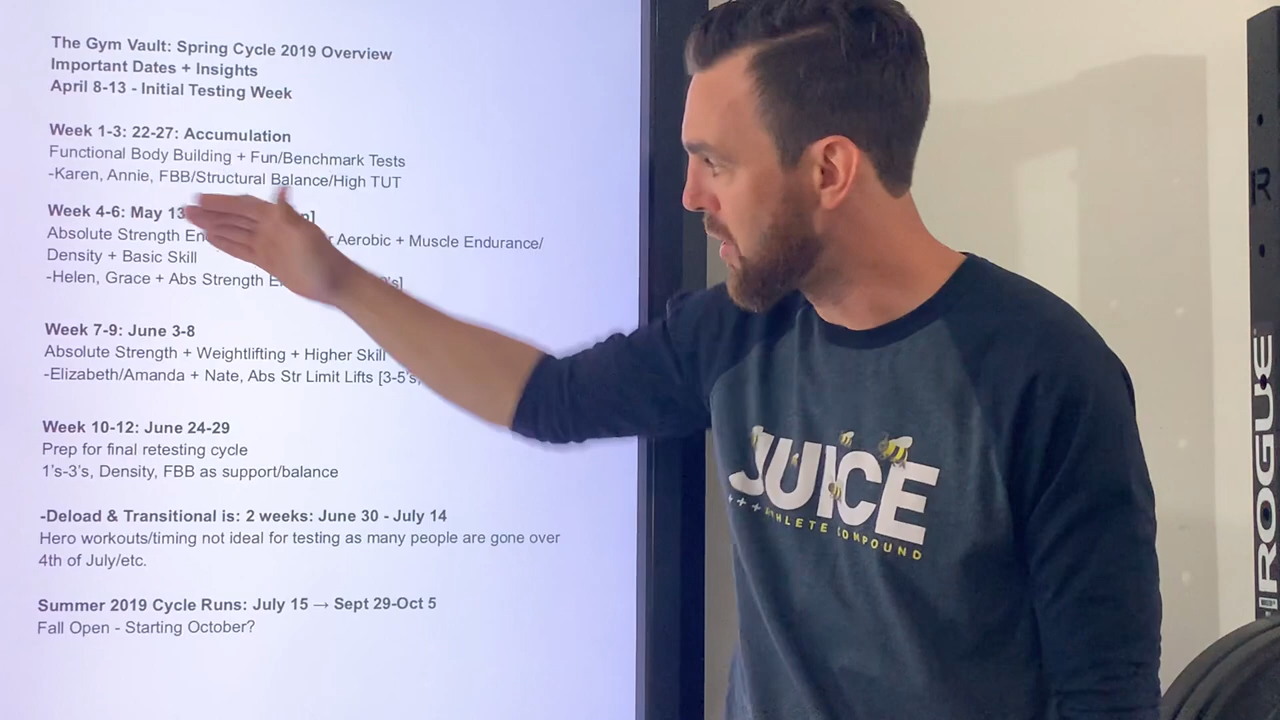 The Gym Vault: Spring Cycle 2019 Overview
Important Dates + Insights
April 8-13 - Initial Testing Week
Week 1-3: 22-27: Accumulation
Functional Body Building + Fun/Benchmark Tests
-Karen, Annie, FBB/Structural Balance/High TUT
Week 4-6: May 13
Absolute Strength Aerobic + Muscle Endurance/
Density + Basic Skill
-Helen, Grace + Abs Strength
Week 7-9: June 3-8
Absolute Strength + Weightlifting + Higher Skill
-Elizabeth/Amanda + Nate, Abs Str Limit Lifts [3-5's,
Week 10-12: June 24-29
Prep for final retesting cycle
1's-3's, Density, FBB as support/balance
-Deload & Transitional is: 2 weeks: June 30 - July 14
Hero workouts/timing not ideal for testing as many people are gone over
4th of July/etc.
Summer 2019 Cycle Runs: July 15 → Sept 29-Oct 5
Fall Open - Starting October?
JUICE
ATHLETE COMPOUND
R
ROGUE